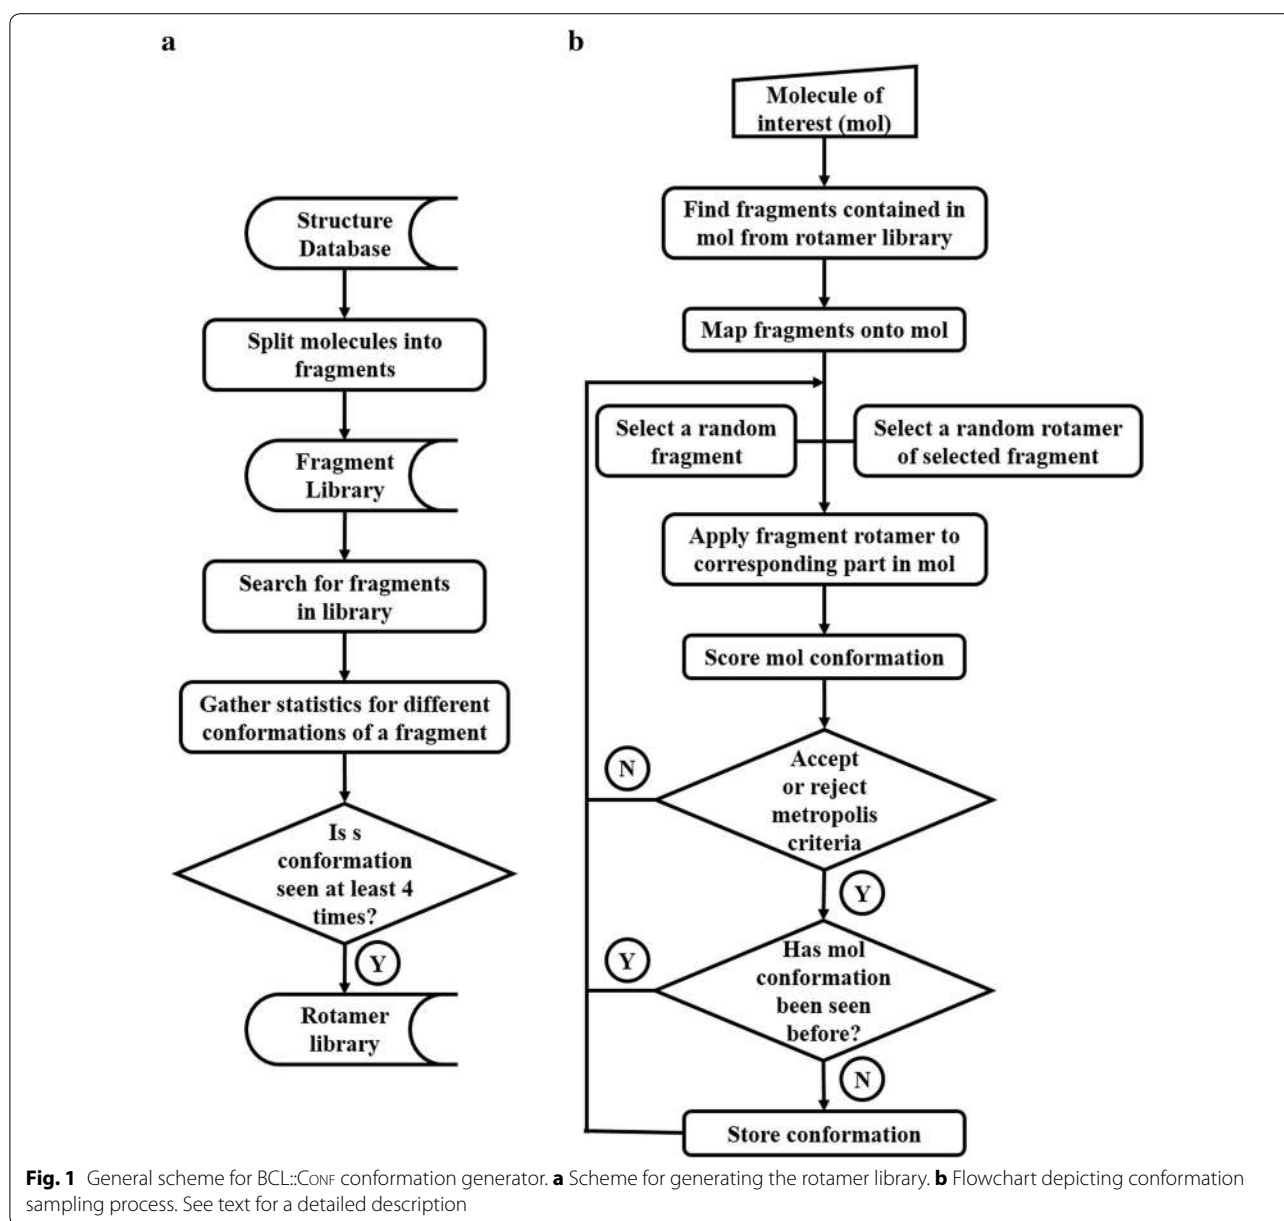 a
Structure
Database
Split molecules into
fragments
Fragment
Library
Search for fragments
in library
Gather statistics for different
conformations of a fragment
Is s
conformation
seen at least 4
times?
Y
Rotamer
library
b
Molecule of
interest (mol)
Find fragments contained in
mol from rotamer library
Map fragments onto mol
Select a random
fragment
Select a random rotamer
of selected fragment
Apply fragment rotamer to
corresponding part in mol
Score mol conformation
Accept
or reject
metropolis
criteria
N
Y
Has mol
conformation
been seen
before?
Y
N
Store conformation
Fig. 1 General scheme for BCL::Conf conformation generator. a Scheme for generating the rotamer library. b Flowchart depicting conformation
sampling process. See text for a detailed description